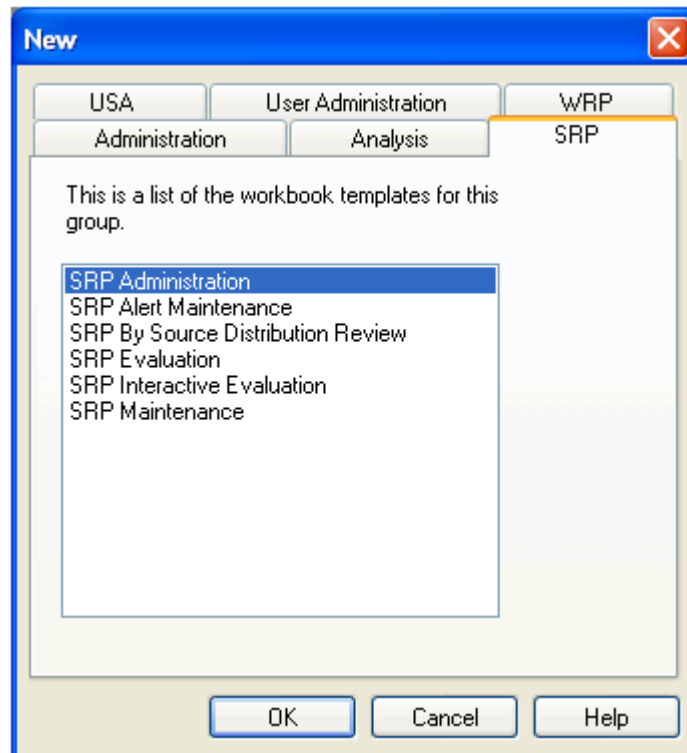 New
USA
User Administration
WRP
Administration
Analysis
SRP
This is a list of the workbook templates for this
group.
SRP Administration
SRP Alert Maintenance
SRP By Source Distribution Review
SRP Evaluation
SRP Interactive Evaluation
SRP Maintenance
OK
Cancel
Help